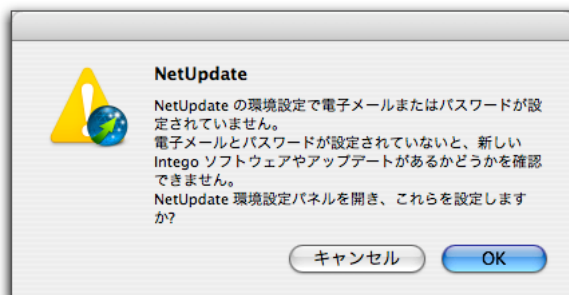 NetUpdate
NetUpdate の環境設定で電子メールまたはパスワードが設
定されていません。
電子メールとパスワードが設定されていないと、新しい
Intego ソフトウェアやアップデートがあるかどうかを確認
できません。
NetUpdate 環境設定パネルを開き、これらを設定します
か?
キャンセル
OK